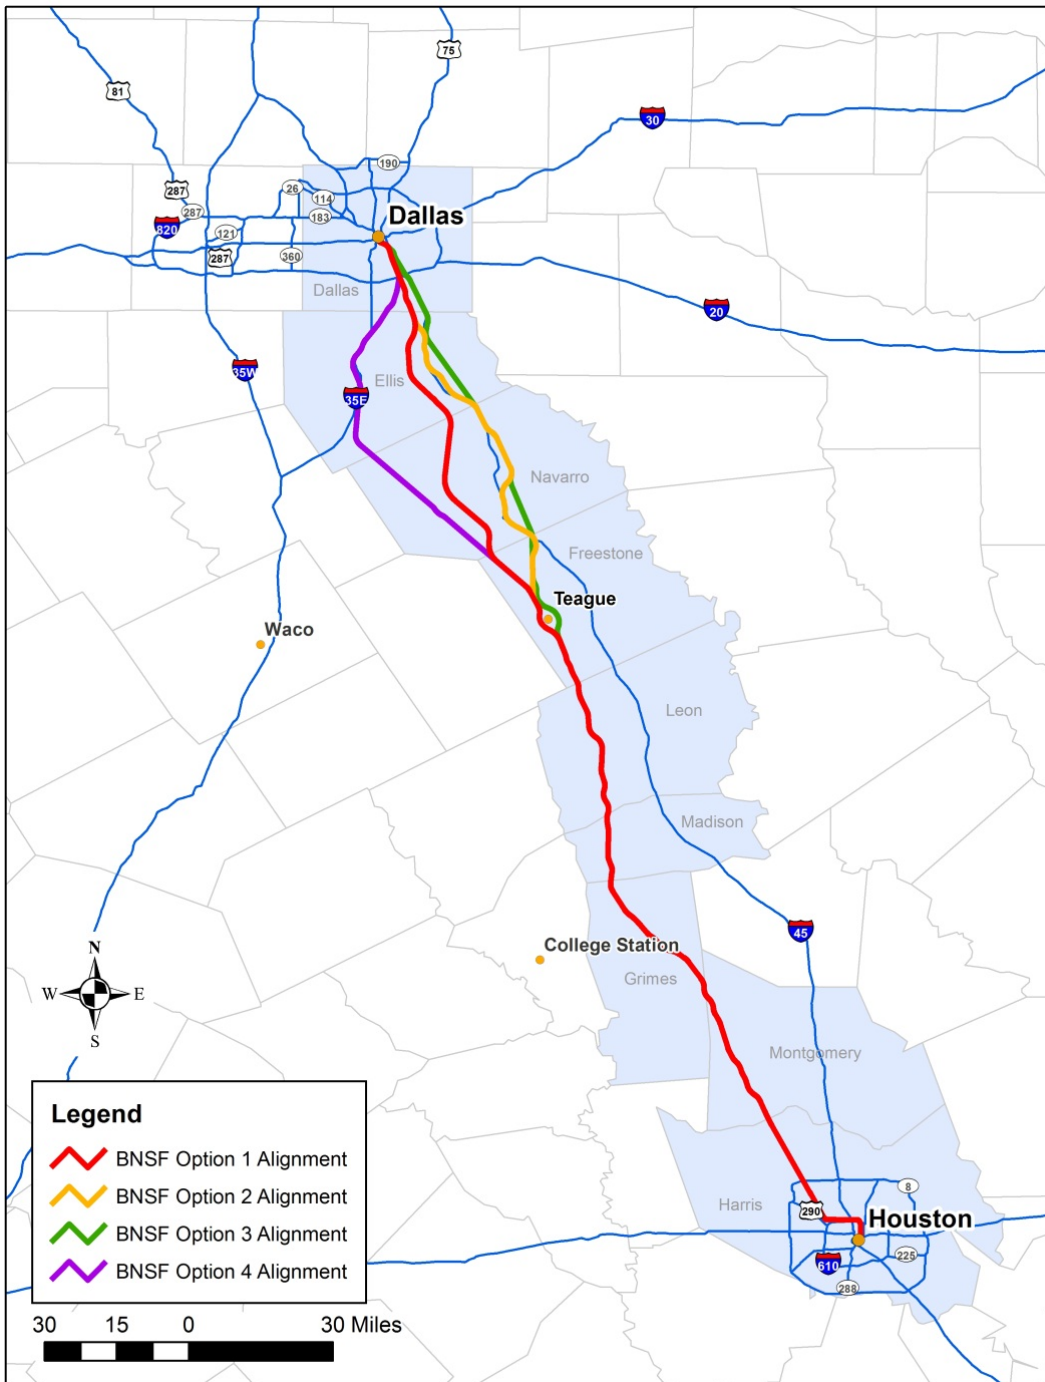 75
81
30
190
287
26
114
287
183
Dallas
820
121
287
360
Dallas
20
35W
Ellis
35E
Navarro
Freestone
Teague
Waco
Leon
Madison
45
College Station
Grimes
N
W E
S
Montgomery
Legend
BNSF Option 1 Alignment
BNSF Option 2 Alignment
BNSF Option 3 Alignment
BNSF Option 4 Alignment
8
Harris
290
Houston
225
610
288
30 15 0 30 Miles